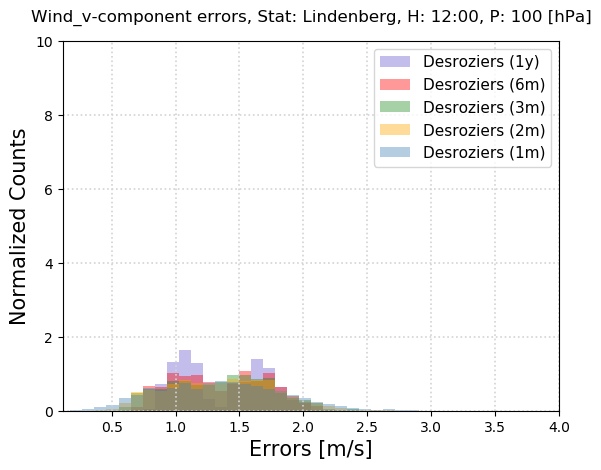 Wind_v-component errors, Stat: Lindenberg, H: 12:00, P: 100 [hPa]
10
8
6
4
2
0
Normalized Counts
Desroziers (1y)
Desroziers (6m)
Desroziers (3m)
Desroziers (2m)
Desroziers (1m)
0.5 1.0 1.5 2.0 2.5 3.0 3.5 4.0
Errors [m/s]